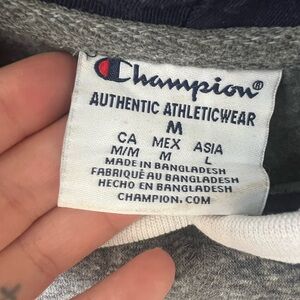 Champion®
AUTHENTIC ATHLETICWEAR
M
CA MEX ASIA
M/M M L
MADE IN BANGLADESH
FABRIQUÉ AU BANGLADESH
HECHO EN BANGLADESH
CHAMPION.COM